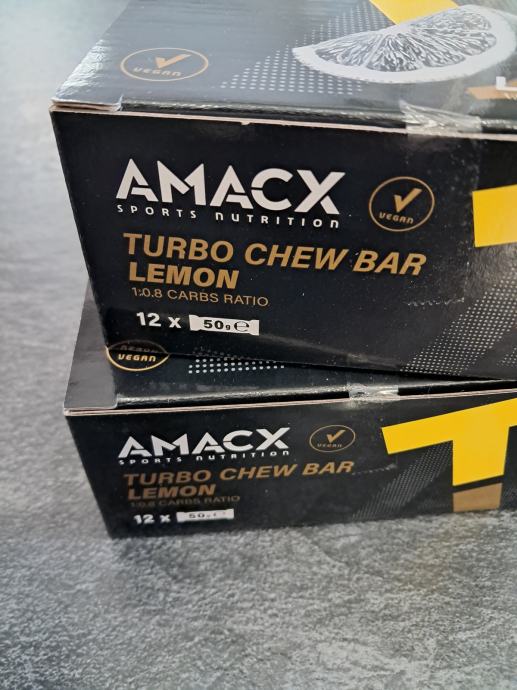 VEGAN
AMACX
SPORTS NUTRITION
VEGAN
TURBO CHEW BAR
LEMON
1:0.8 CARBS RATIO
12 x 50g e
VEGAN
AMACX
SPORTS NUTRITION
VEGAN
TURBO CHEW BAR
LEMON
1:0.8 CARBS RATIO
12 x 50g